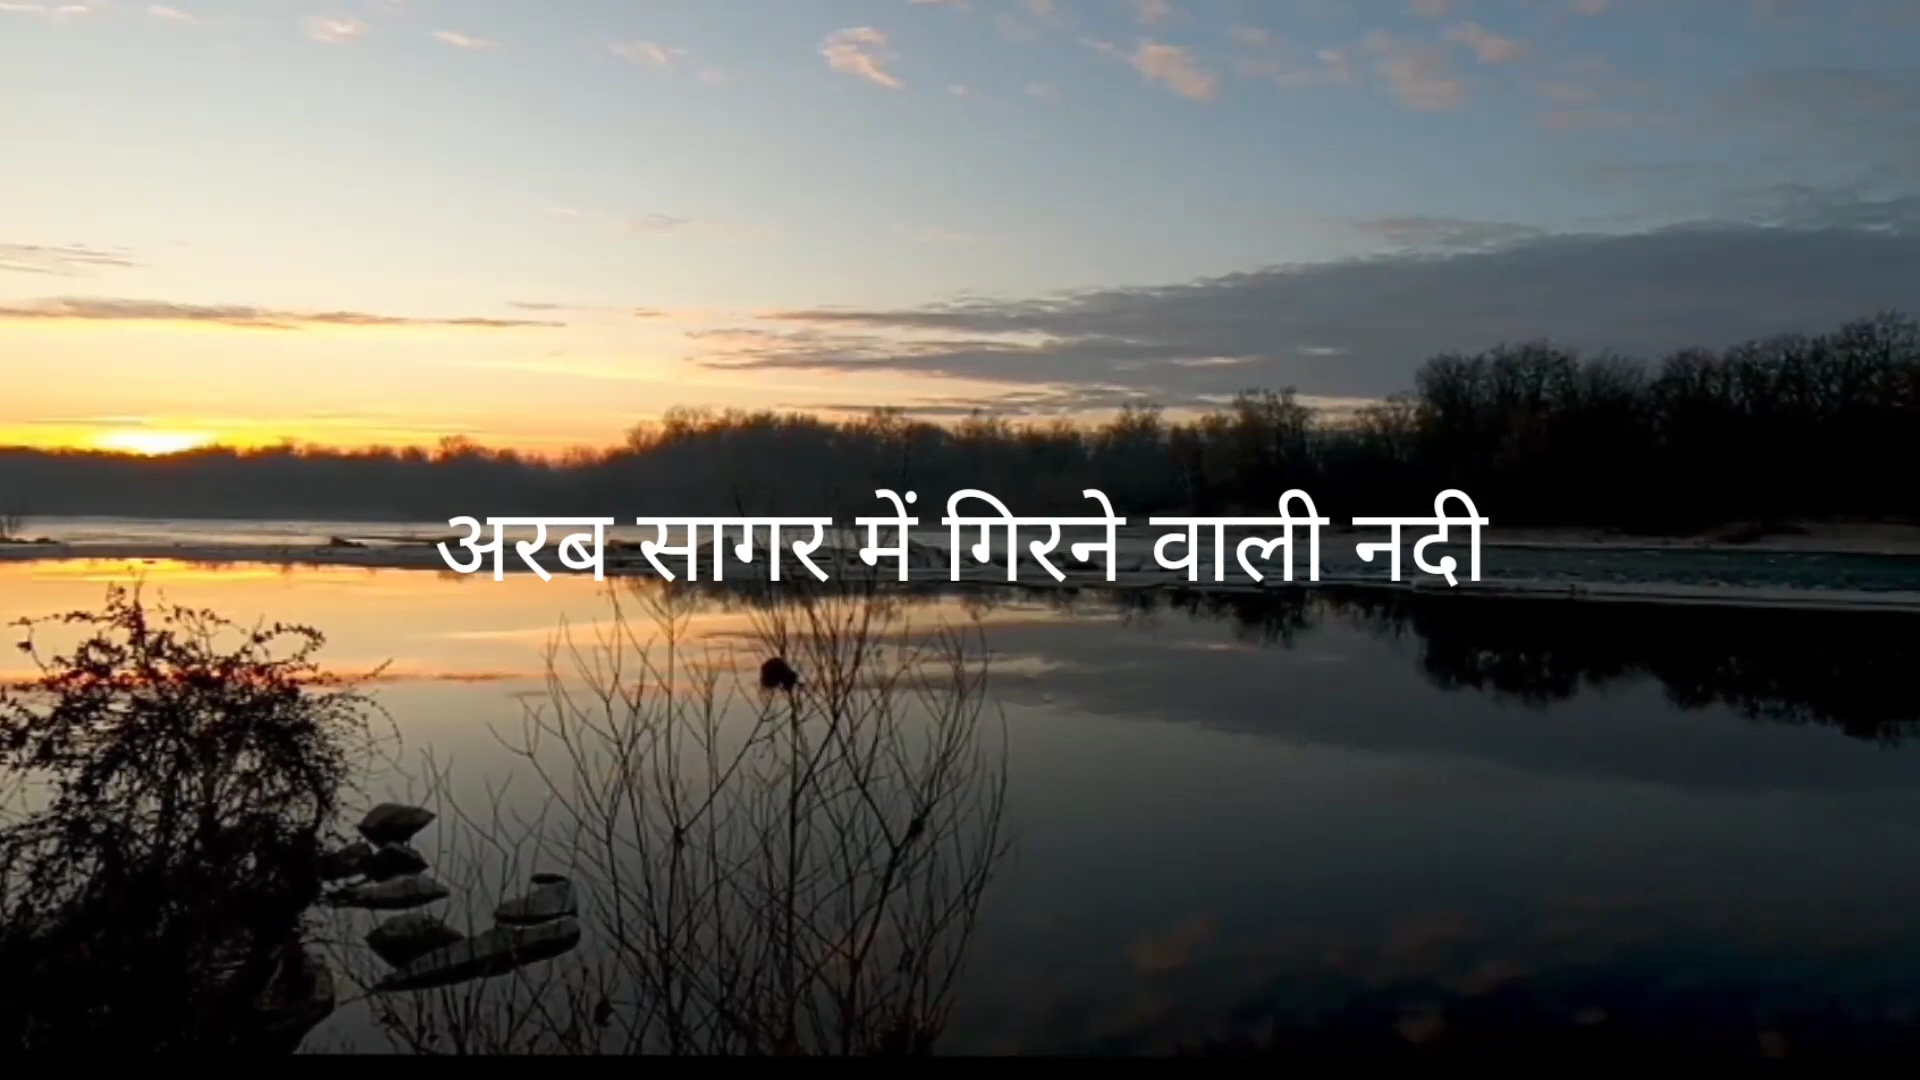 अरब सागर में गिरने वाली नदी